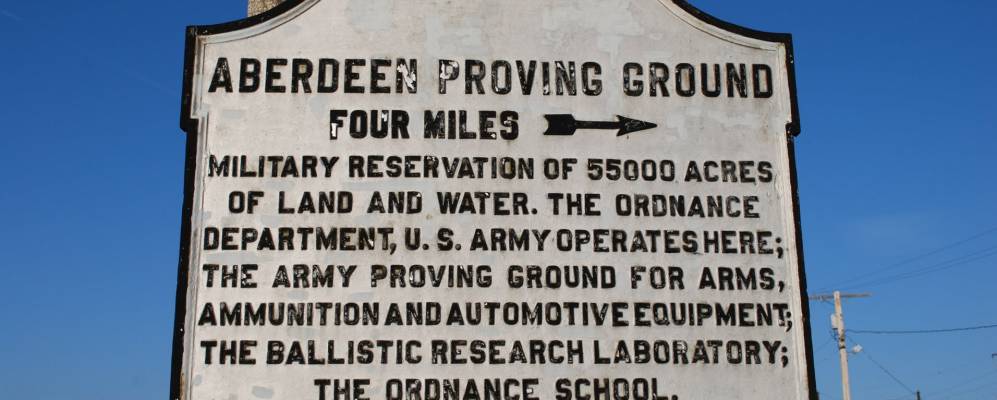 ABERDEEN PROVING GROUND
FOUR MILES
MILITARY RESERVATION OF 55000 ACRES
OF LAND AND WATER. THE ORDNANCE
DEPARTMENT, U. S. ARMY OPERATES HERE;
THE ARMY PROVING GROUND FOR ARMS,
AMMUNITION AND AUTOMOTIVE EQUIPMENT;
THE BALLISTIC RESEARCH LABORATORY;
THE ORDNANCE SCHOOL.